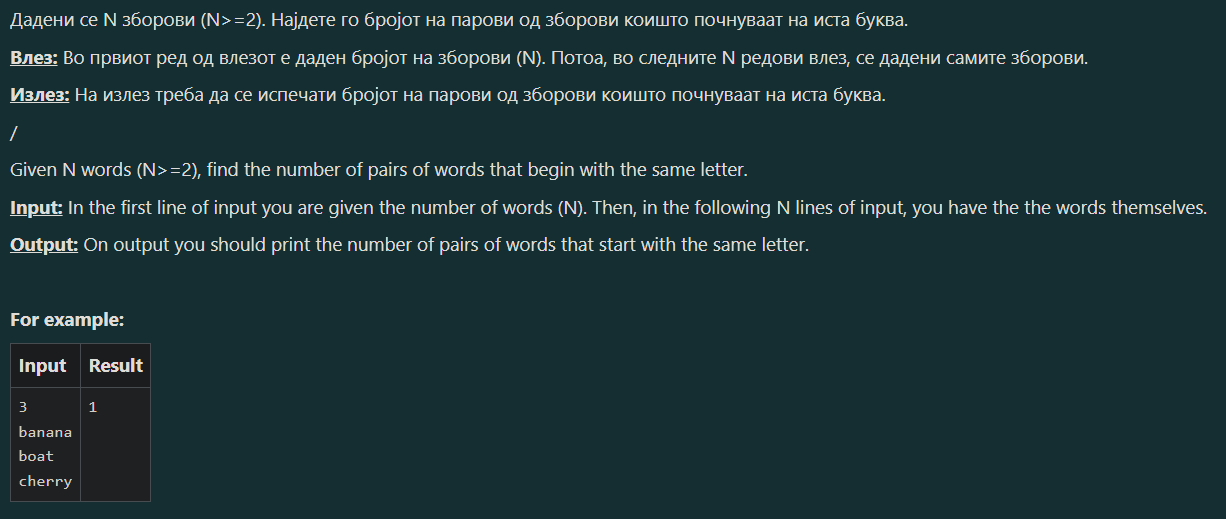 Дадени се N зборови (N>=2). Најдете го бројот на парови од зборови коишто почнуваат на иста буква.
Влез: Во првиот ред од влезот е даден бројот на зборови (N). Потоа, во следните N редови влез, се дадени самите зборови.
Излез: На излез треба да се испечати бројот на парови од зборови коишто почнуваат на иста буква.
/
Given N words (N>=2), find the number of pairs of words that begin with the same letter.
Input: In the first line of input you are given the number of words (N). Then, in the following N lines of input, you have the the words themselves.
Output: On output you should print the number of pairs of words that start with the same letter.
For example:
Input Result
3 1
banana
boat
cherry